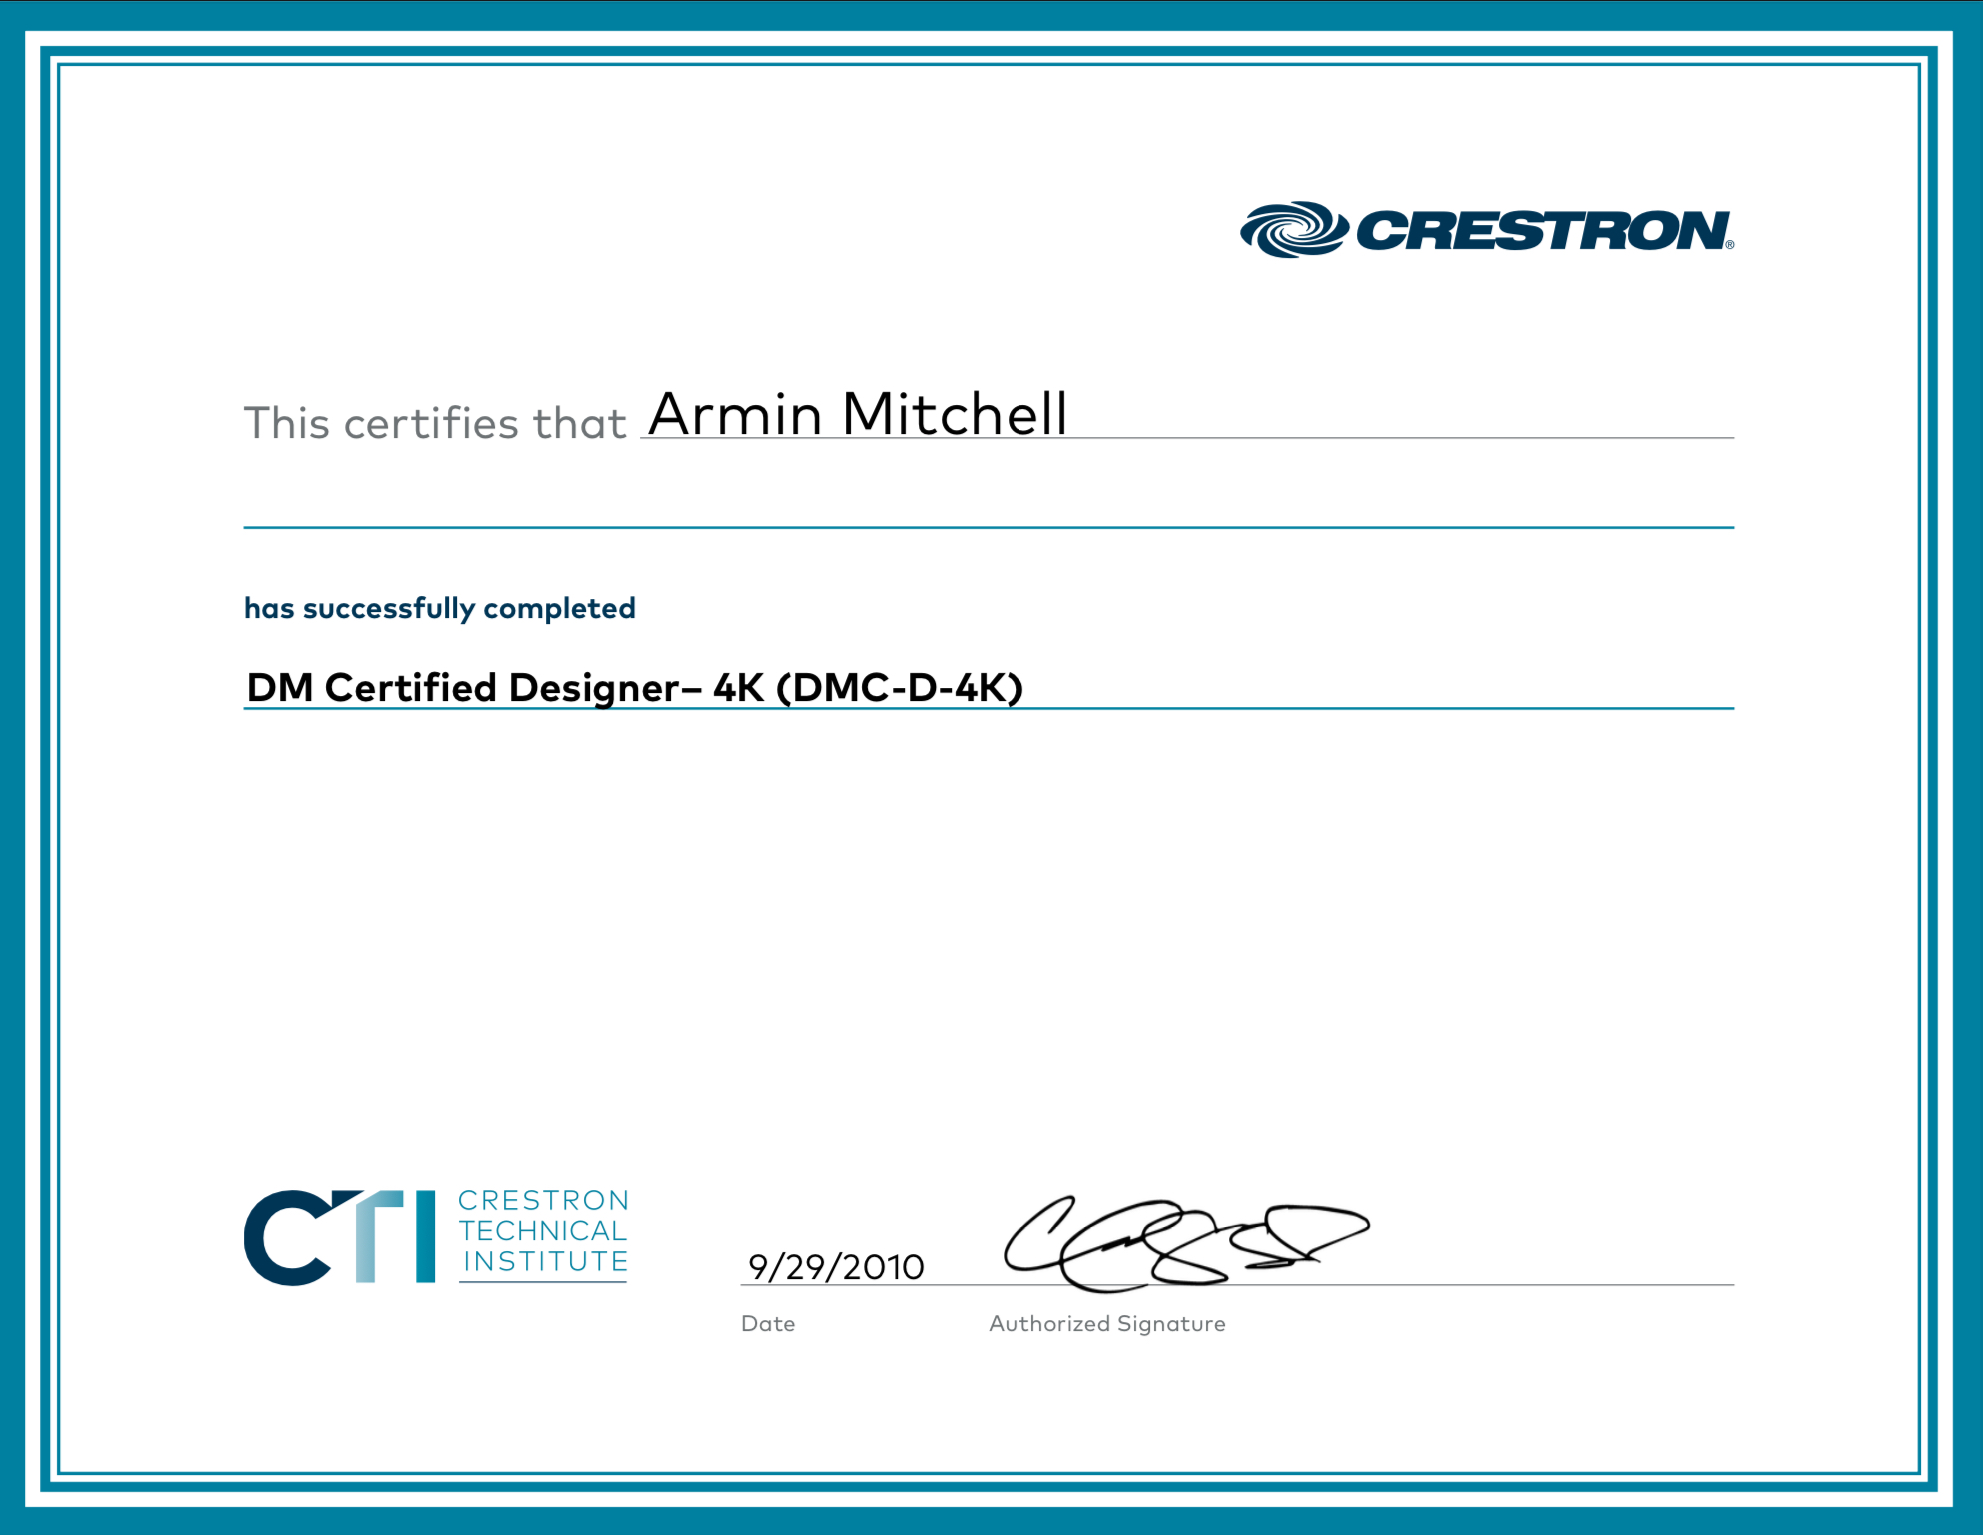 CRESTRON®
This certifies that Armin Mitchell
has successfully completed
DM Certified Designer– 4K (DMC-D-4K)
CTI
CRESTRON
TECHNICAL
INSTITUTE
9/29/2010
Date Authorized Signature